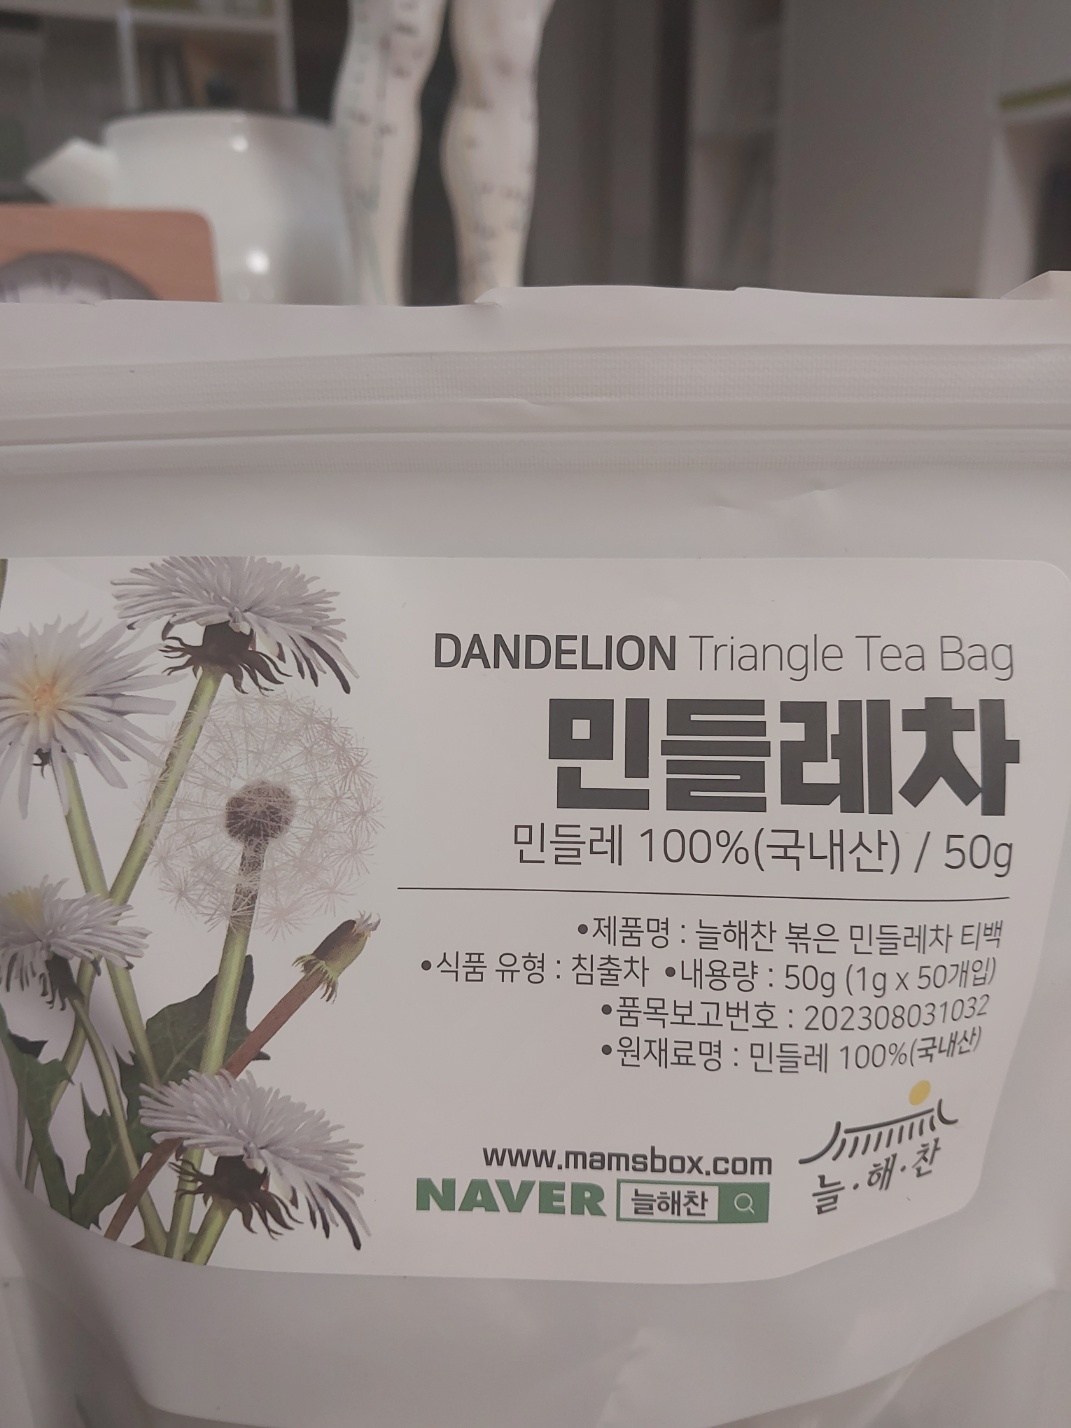 DANDELION Triangle Tea Bag
민들레차
민들레 100%(국내산) / 50g
•제품명 : 늘해찬 볶은 민들레차 티백
•식품 유형 : 침출차 •내용량 : 50g (1g x 50개입)
•품목보고번호 : 202308031032
•원재료명 : 민들레 100%(국내산)
www.mamsbox.com
NAVER 늘해찬
늘·해·찬